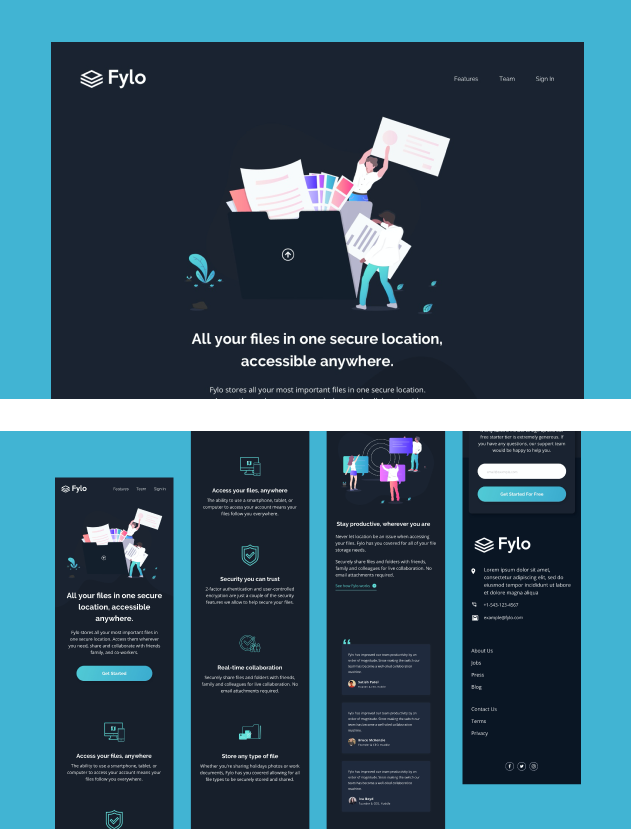 Fylo
Features Team Sign In
All your files in one secure location,
accessible anywhere.
Fylo stores all your most important files in one secure location.
Fylo
Features Team Sign In
All your files in one secure
location, accessible
anywhere.
Fylo stores all your most important files in
one secure location. Access them wherever
you need, share and collaborate with friends,
family, and co-workers.
Get Started
Access your files, anywhere
The ability to use a smartphone, tablet, or
computer to access your account means your
files follow you everywhere.
Access your files, anywhere
The ability to use a smartphone, tablet, or
computer to access your account means your
files follow you everywhere.
Security you can trust
2-factor authentication and user-controlled
encryption are just a couple of the security
features we allow to help secure your files.
Real-time collaboration
Securely share files and folders with friends,
family and colleagues for live collaboration. No
email attachments required.
Store any type of file
Whether you're sharing holidays photos or work
documents, Fylo has you covered allowing for all
file types to be securely stored and shared.
Stay productive, wherever you are
Never let location be an issue when accessing
your files. Fylo has you covered for all of your file
storage needs.
Securely share files and folders with friends,
family and colleagues for live collaboration. No
email attachments required.
See how Fylo works
Fylo has improved our team productivity by an
order of magnitude. Since making the switch our
team has become a well-oiled collaboration
machine.
Satish Patel
Founder & CEO, Huddle
Fylo has improved our team productivity by an
order of magnitude. Since making the switch our
team has become a well-oiled collaboration
machine.
Bruce McKenzie
Founder & CEO, Huddle
Fylo has improved our team productivity by an
order of magnitude. Since making the switch our
team has become a well-oiled collaboration
machine.
Iva Boyd
Founder & CEO, Huddle
free starter tier is extremely generous. If
you have any questions, our support team
would be happy to help you.
Get Started For Free
Fylo
Lorem ipsum dolor sit amet,
consectetur adipiscing elit, sed do
eiusmod tempor incididunt ut labore
et dolore magna aliqua
+1-543-123-4567
example@fylo.com
About Us
Jobs
Press
Blog
Contact Us
Terms
Privacy